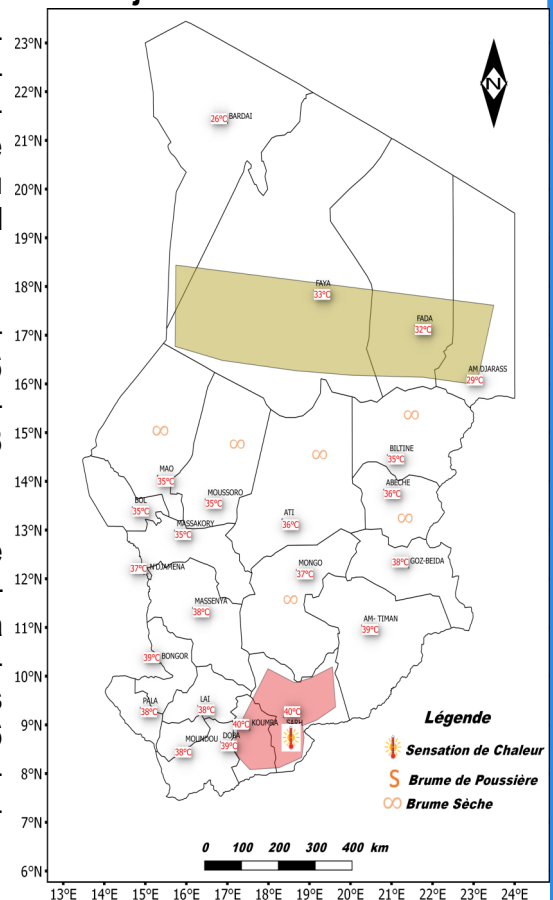 23°N
22°N
21°N
20°N
19°N
18°N
17°N
16°N
15°N
14°N
13°N
12°N
11°N
10°N
9°N
8°N
7°N
6°N
N
26°C BARDAI
FAYA
33°C
FADA
32°C
AM DJARASS
29°C
BILTINE
35°C
MAO
35°C
ABECHE
36°C
MOUSSORO
35°C
BOL
35°C
ATI
36°C
MASSAKORY
35°C
37°C N'DJAMENA
MONGO
37°C
38°C GOZ-BEIDA
MASSENYA
38°C
AM- TIMAN
39°C
39°C BONGOR
PALA
38°C
LAI
38°C
40°C
SARH
40°C KOUMRA
DOBA
39°C
MOUNDOU
38°C
Légende
Sensation de Chaleur
S Brume de Poussière
∞ Brume Sèche
0 100 200 300 400 km
13°E 14°E 15°E 16°E 17°E 18°E 19°E 20°E 21°E 22°E 23°E 24°E